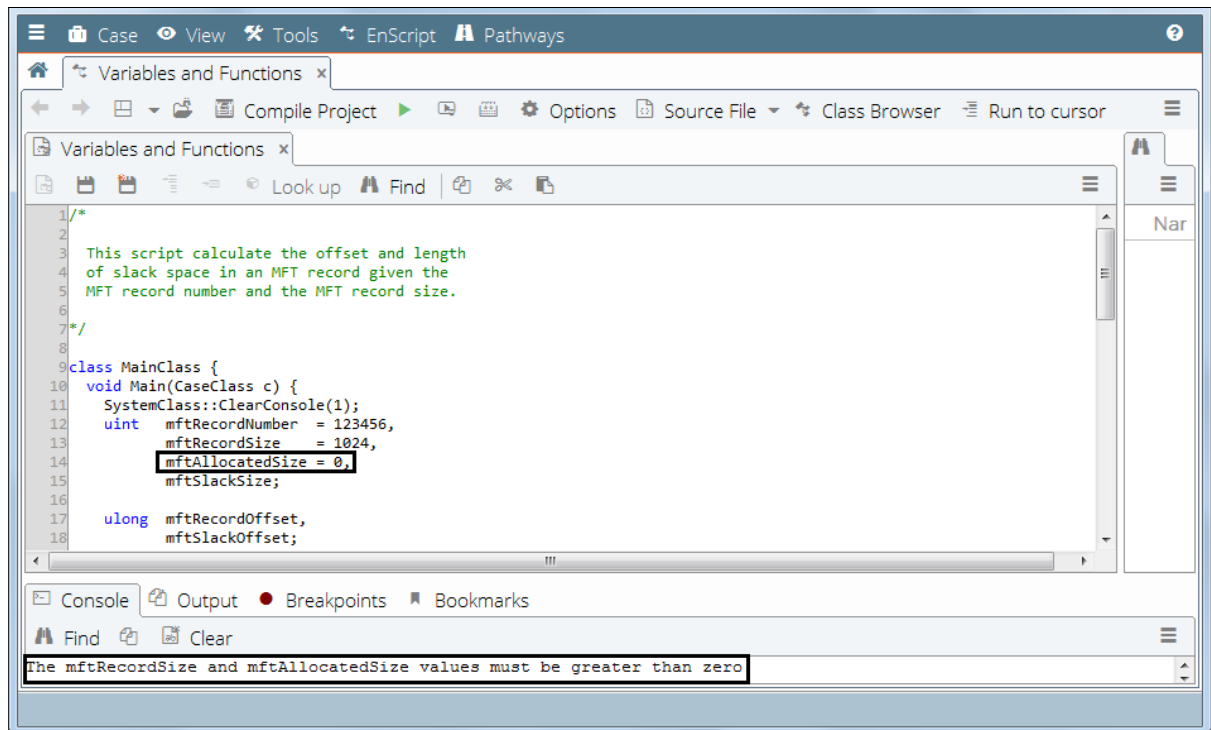 Case View Tools EnScript Pathways ?
Variables and Functions x
Compile Project Options Source File Class Browser Run to cursor
Variables and Functions x
Look up Find
Nar
1 /*
2
3 This script calculate the offset and length
4 of slack space in an MFT record given the
5 MFT record number and the MFT record size.
6
7 */
8
9 class MainClass {
10 void Main(CaseClass c) {
11 SystemClass::ClearConsole(1);
12 uint mftRecordNumber = 123456,
13 mftRecordSize = 1024,
14 mftAllocatedSize = 0,
15 mftSlackSize;
16
17 ulong mftRecordOffset,
18 mftSlackOffset;
Console Output Breakpoints Bookmarks
Find Clear
The mftRecordSize and mftAllocatedSize values must be greater than zero